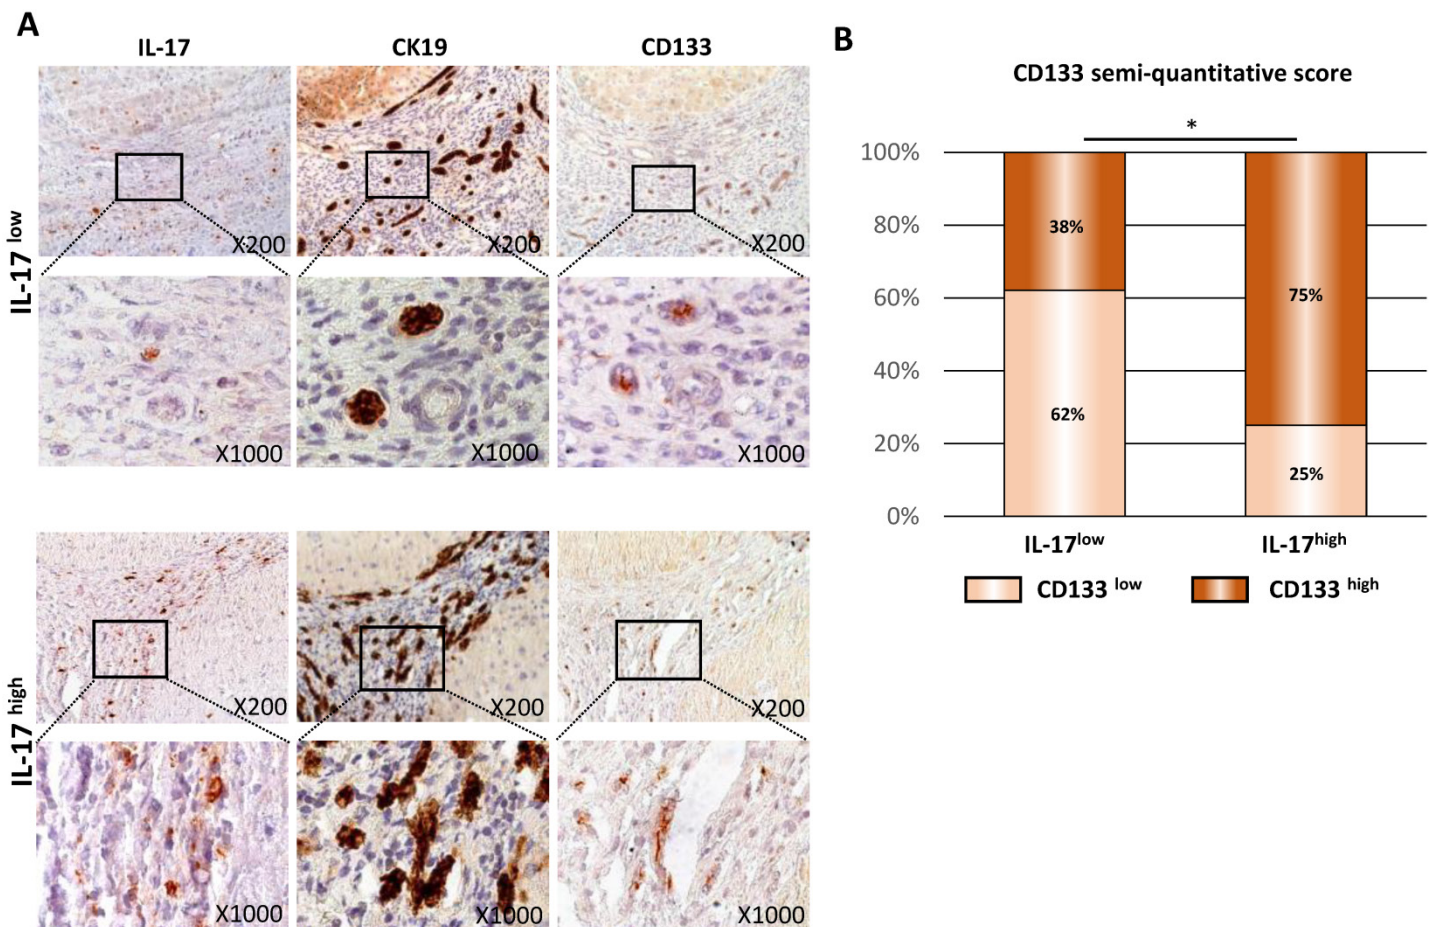 A
IL-17 CK19 CD133
IL-17 low
X200 X200 X200
X1000 X1000 X1000
IL-17 high
X200 X200 X200
X1000 X1000 X1000
B
CD133 semi-quantitative score
*
100%
80%
60%
40%
20%
0%
38%
62%
75%
25%
IL-17low IL-17high
CD133 low CD133 high